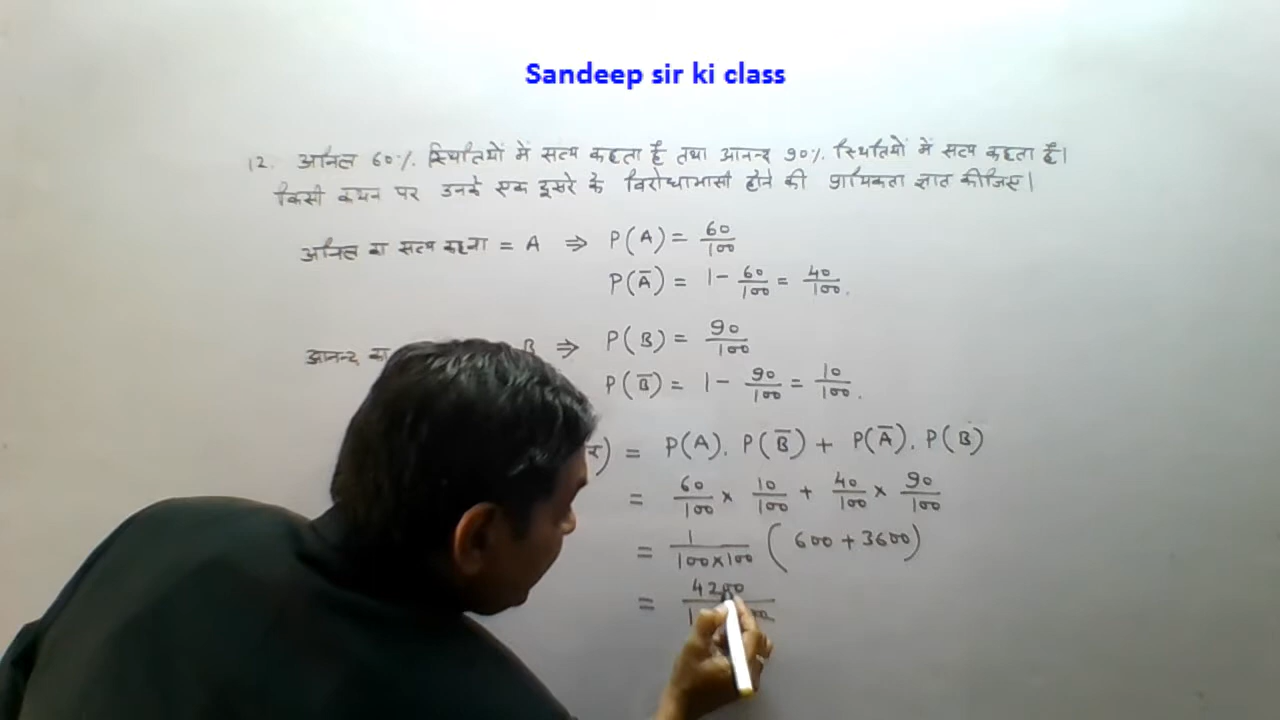 Sandeep sir ki class
12. अनिल 60% स्थितियों में सत्य कहता है तथा आनन्द 90% स्थितियों में सत्य कहता है।
किसी कथन पर उनके एक दूसरे के विरोधाभासी होने की प्रायिकता ज्ञात कीजिए।
अनिल का सत्य कहना = A ⇒ P(A) = 60/100
P(Ā) = 1 - 60/100 = 40/100.
आनन्द का B ⇒ P(B) = 90/100
P(B̄) = 1 - 90/100 = 10/100.
) = P(A). P(B̄) + P(Ā). P(B)
= 60/100 × 10/100 + 40/100 × 90/100
= 1/100×100 (600 + 3600)
= 4200